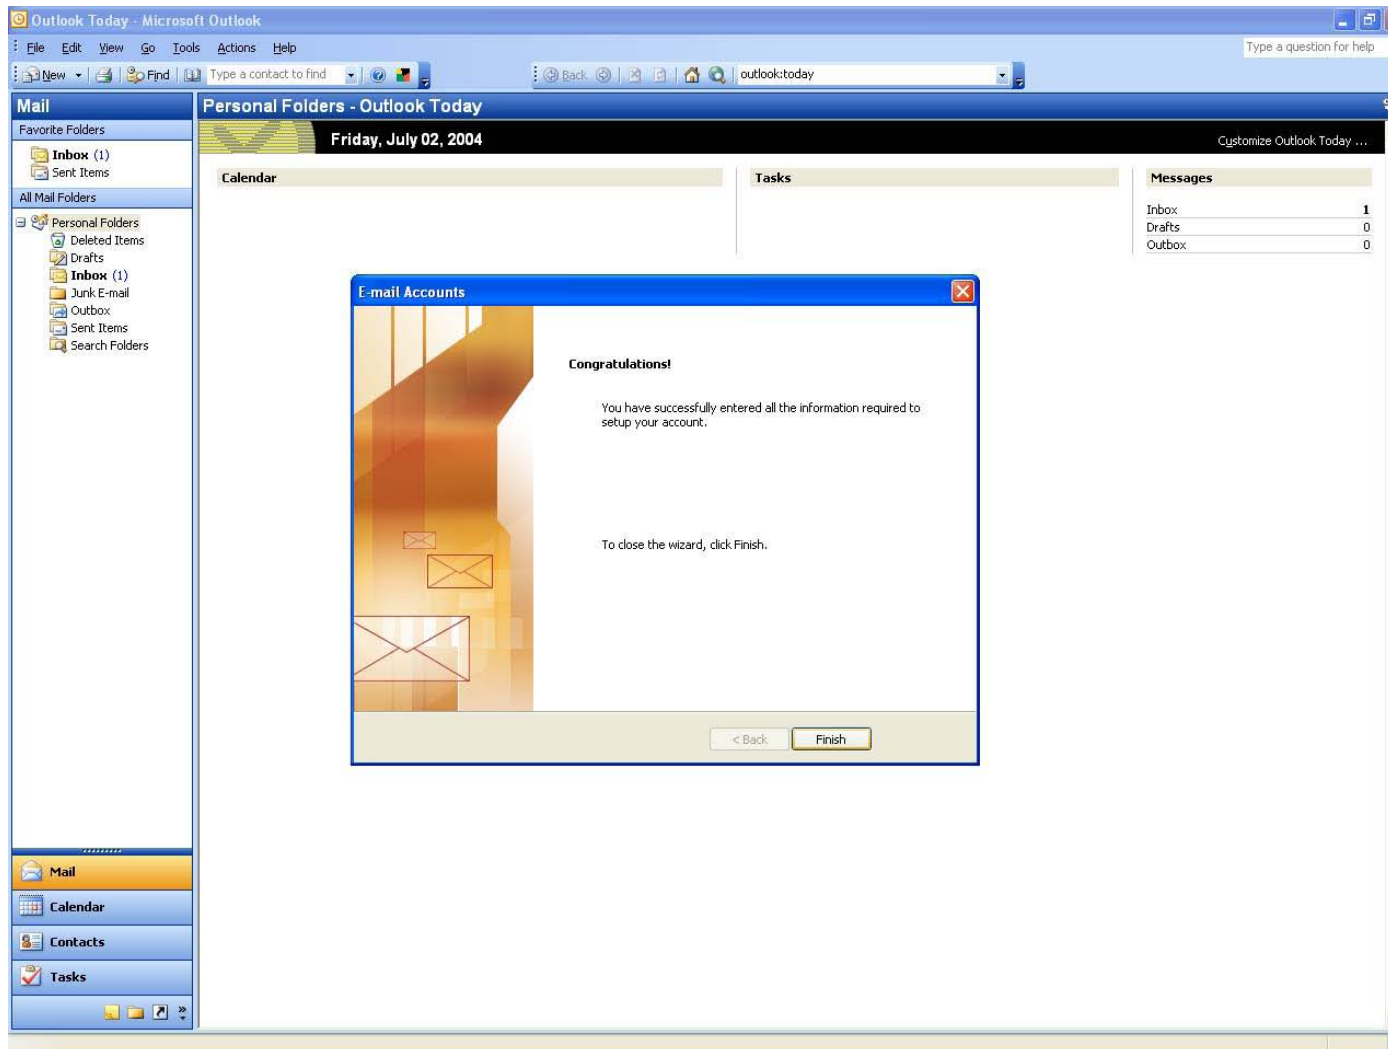 Outlook Today - Microsoft Outlook
File Edit View Go Tools Actions Help
Type a question for help
New Find Type a contact to find Back outlook:today
Mail
Personal Folders - Outlook Today
Favorite Folders
Friday, July 02, 2004
Customize Outlook Today ...
Inbox (1)
Sent Items
All Mail Folders
Personal Folders
Deleted Items
Drafts
Inbox (1)
Junk E-mail
Outbox
Sent Items
Search Folders
Calendar
Tasks
Messages
Inbox 1
Drafts 0
Outbox 0
E-mail Accounts
Congratulations!
You have successfully entered all the information required to
setup your account.
To close the wizard, click Finish.
< Back Finish
Mail
Calendar
Contacts
Tasks